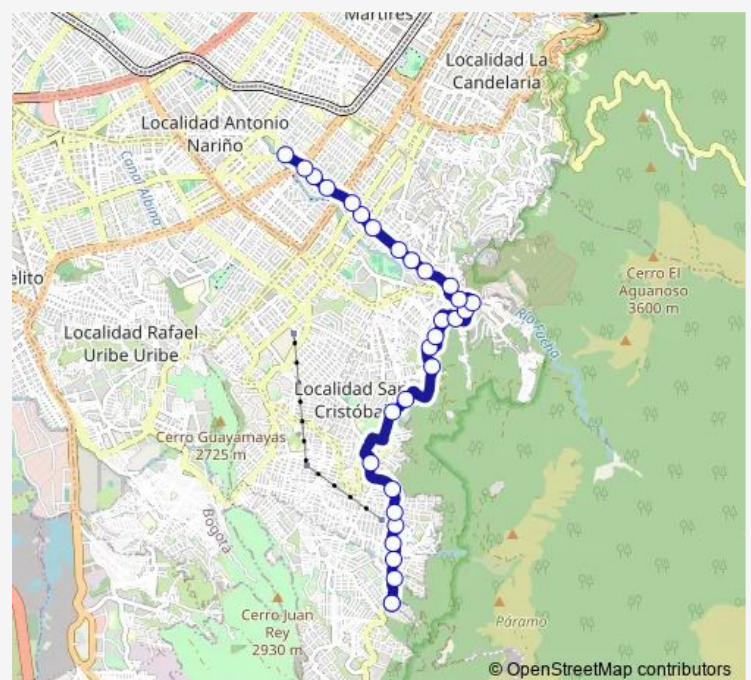 Mártires
Localidad La
Candelaria
Localidad Antonio
Nariño
Canal Albina
elito
Cerro El
Aguanoso
3600 m
Río Fucha
Localidad Rafael
Uribe Uribe
Localidad San
Cristóbal
Cerro Guayamayas
2725 m
Bogotá
Cerro Juan
Rey
2930 m
Páramo
© OpenStreetMap contributors